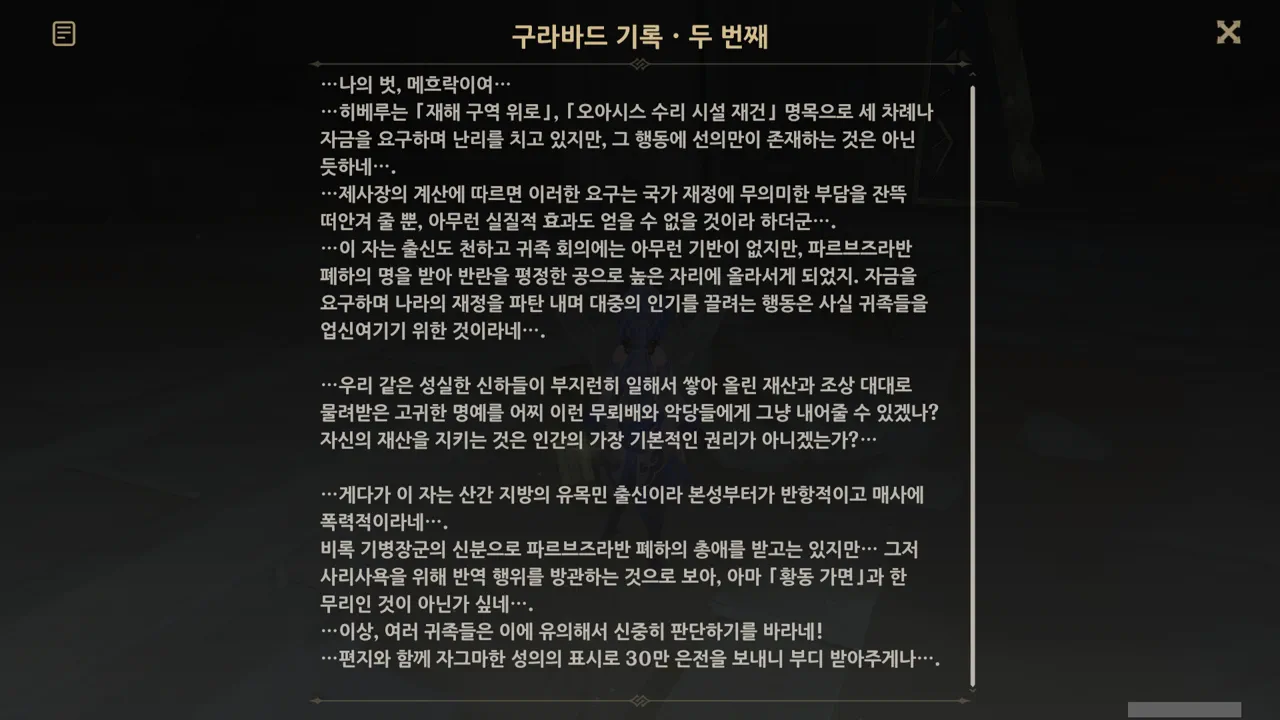 구라바드 기록 · 두 번째
…나의 벗, 메흐락이여…
…히베루는 「재해 구역 위로」, 「오아시스 수리 시설 재건」 명목으로 세 차례나
자금을 요구하며 난리를 치고 있지만, 그 행동에 선의만이 존재하는 것은 아닌
듯하네….
…제사장의 계산에 따르면 이러한 요구는 국가 재정에 무의미한 부담을 잔뜩
떠안겨 줄 뿐, 아무런 실질적 효과도 얻을 수 없을 것이라 하더군….
…이 자는 출신도 천하고 귀족 회의에는 아무런 기반이 없지만, 파르브즈라반
폐하의 명을 받아 반란을 평정한 공으로 높은 자리에 올라서게 되었지. 자금을
요구하며 나라의 재정을 파탄 내며 대중의 인기를 끌려는 행동은 사실 귀족들을
업신여기기 위한 것이라네….
…우리 같은 성실한 신하들이 부지런히 일해서 쌓아 올린 재산과 조상 대대로
물려받은 고귀한 명예를 어찌 이런 무뢰배와 악당들에게 그냥 내어줄 수 있겠나?
자신의 재산을 지키는 것은 인간의 가장 기본적인 권리가 아니겠는가?…
…게다가 이 자는 산간 지방의 유목민 출신이라 본성부터가 반항적이고 매사에
폭력적이라네….
비록 기병장군의 신분으로 파르브즈라반 폐하의 총애를 받고는 있지만… 그저
사리사욕을 위해 반역 행위를 방관하는 것으로 보아, 아마 「황동 가면」과 한
무리인 것이 아닌가 싶네….
…이상, 여러 귀족들은 이에 유의해서 신중히 판단하기를 바라네!
…편지와 함께 자그마한 성의의 표시로 30만 은전을 보내니 부디 받아주게나….